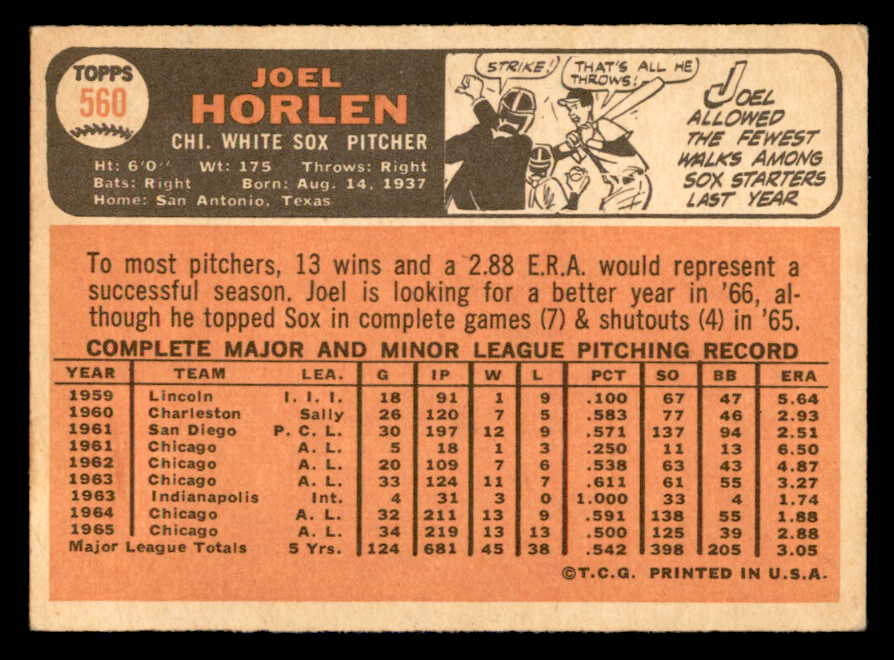 TOPPS
560
JOEL
HORLEN
CHI. WHITE SOX PITCHER
Ht: 6'0" Wt: 175 Throws: Right
Bats: Right Born: Aug. 14, 1937
Home: San Antonio, Texas
STRIKE!
THAT'S ALL HE
THROWS!
JOEL
ALLOWED
THE FEWEST
WALKS AMONG
SOX STARTERS
LAST YEAR
To most pitchers, 13 wins and a 2.88 E.R.A. would represent a
successful season. Joel is looking for a better year in '66, al-
though he topped Sox in complete games (7) & shutouts (4) in '65.
COMPLETE MAJOR AND MINOR LEAGUE PITCHING RECORD
YEAR TEAM LEA. G IP W L PCT SO BB ERA
1959 Lincoln I. I. I. 18 91 1 9 .100 67 47 5.64
1960 Charleston Sally 26 120 7 5 .583 77 46 2.93
1961 San Diego P. C. L. 30 197 12 9 .571 137 94 2.51
1961 Chicago A. L. 5 18 1 3 .250 11 13 6.50
1962 Chicago A. L. 20 109 7 6 .538 63 43 4.87
1963 Chicago A. L. 33 124 11 7 .611 61 55 3.27
1963 Indianapolis Int. 4 31 3 0 1.000 33 4 1.74
1964 Chicago A. L. 32 211 13 9 .591 138 55 1.88
1965 Chicago A. L. 34 219 13 13 .500 125 39 2.88
Major League Totals 5 Yrs. 124 681 45 38 .542 398 205 3.05
©T.C.G. PRINTED IN U.S.A.